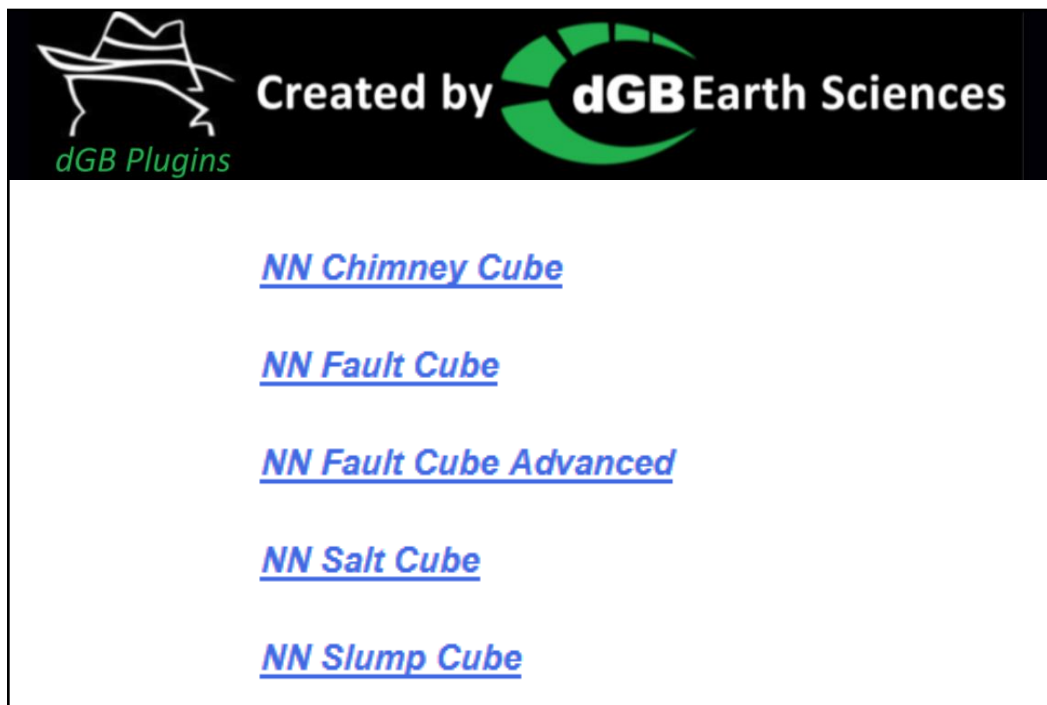 Created by dGB Earth Sciences
dGB Plugins
NN Chimney Cube
NN Fault Cube
NN Fault Cube Advanced
NN Salt Cube
NN Slump Cube